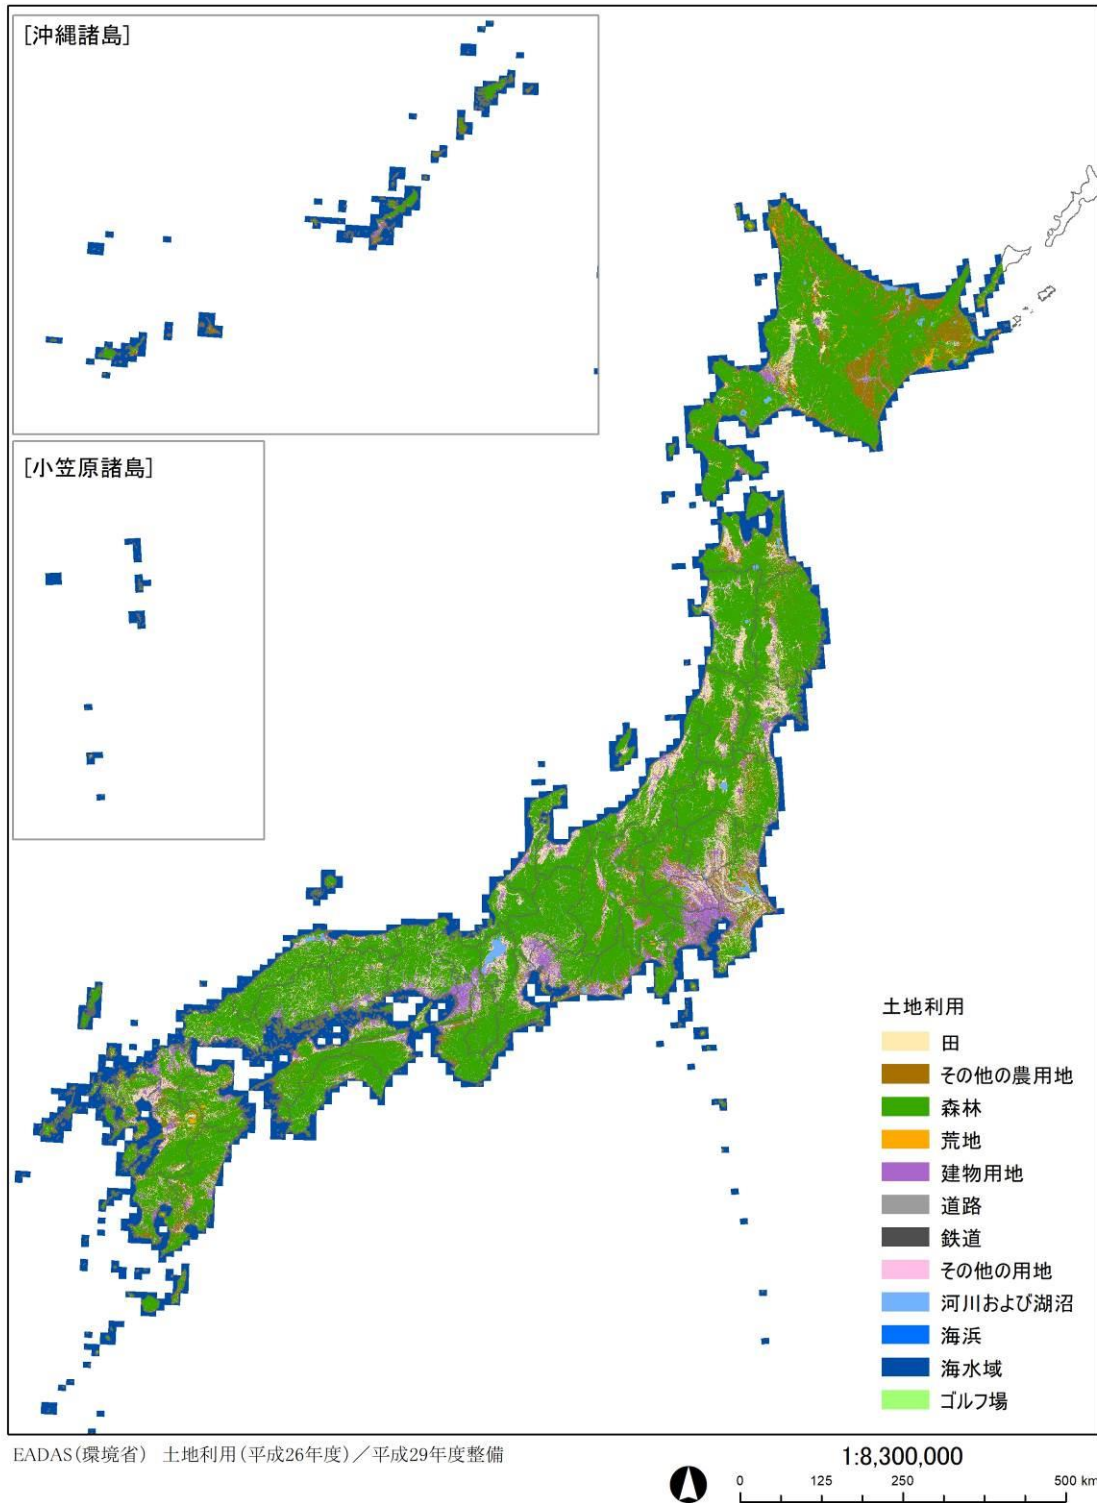 [沖縄諸島]
[小笠原諸島]
土地利用
田
その他の農用地
森林
荒地
建物用地
道路
鉄道
その他の用地
河川および湖沼
海浜
海水域
ゴルフ場
EADAS(環境省) 土地利用(平成26年度)/平成29年度整備
1:8,300,000
0 125 250 500 km